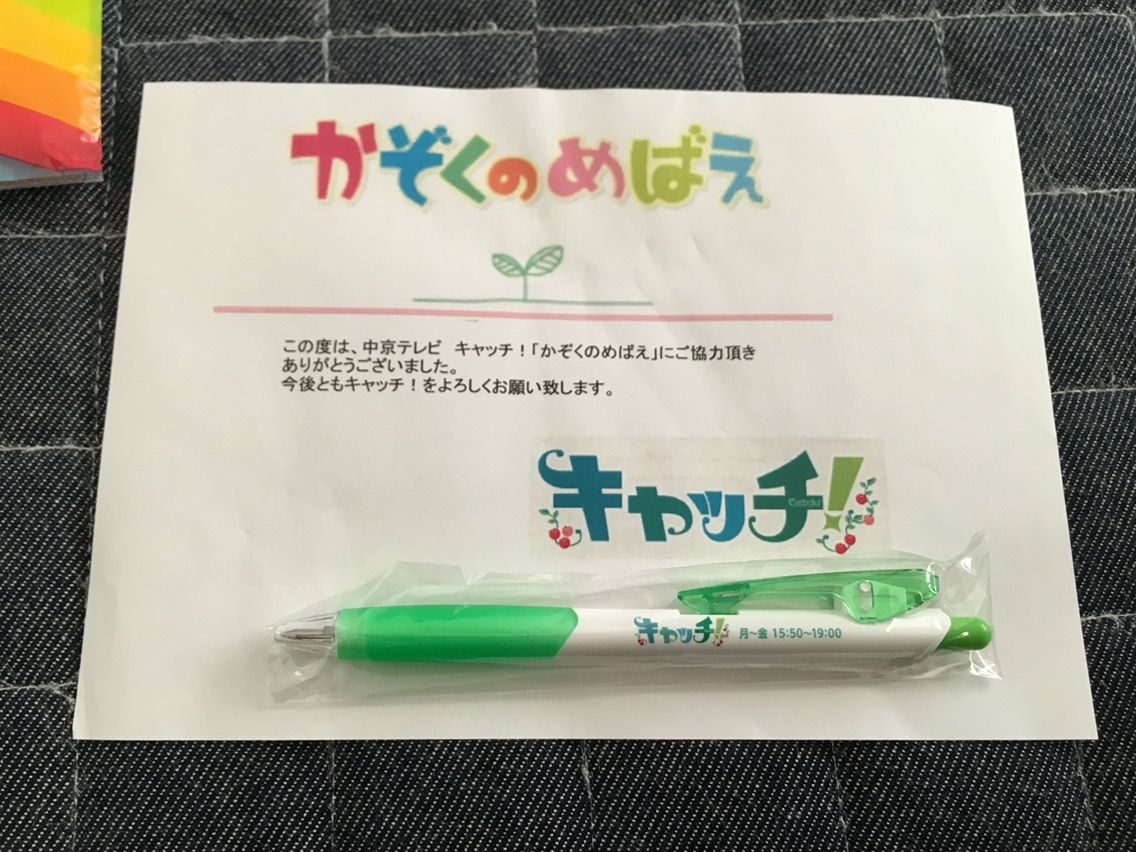 かぞくのめばえ
この度は、中京テレビ　キャッチ！「かぞくのめばえ」にご協力頂き
ありがとうございました。
今後ともキャッチ！をよろしくお願い致します。
キャッチ！
Catch!
キャッチ！ 月～金 15:50～19:00